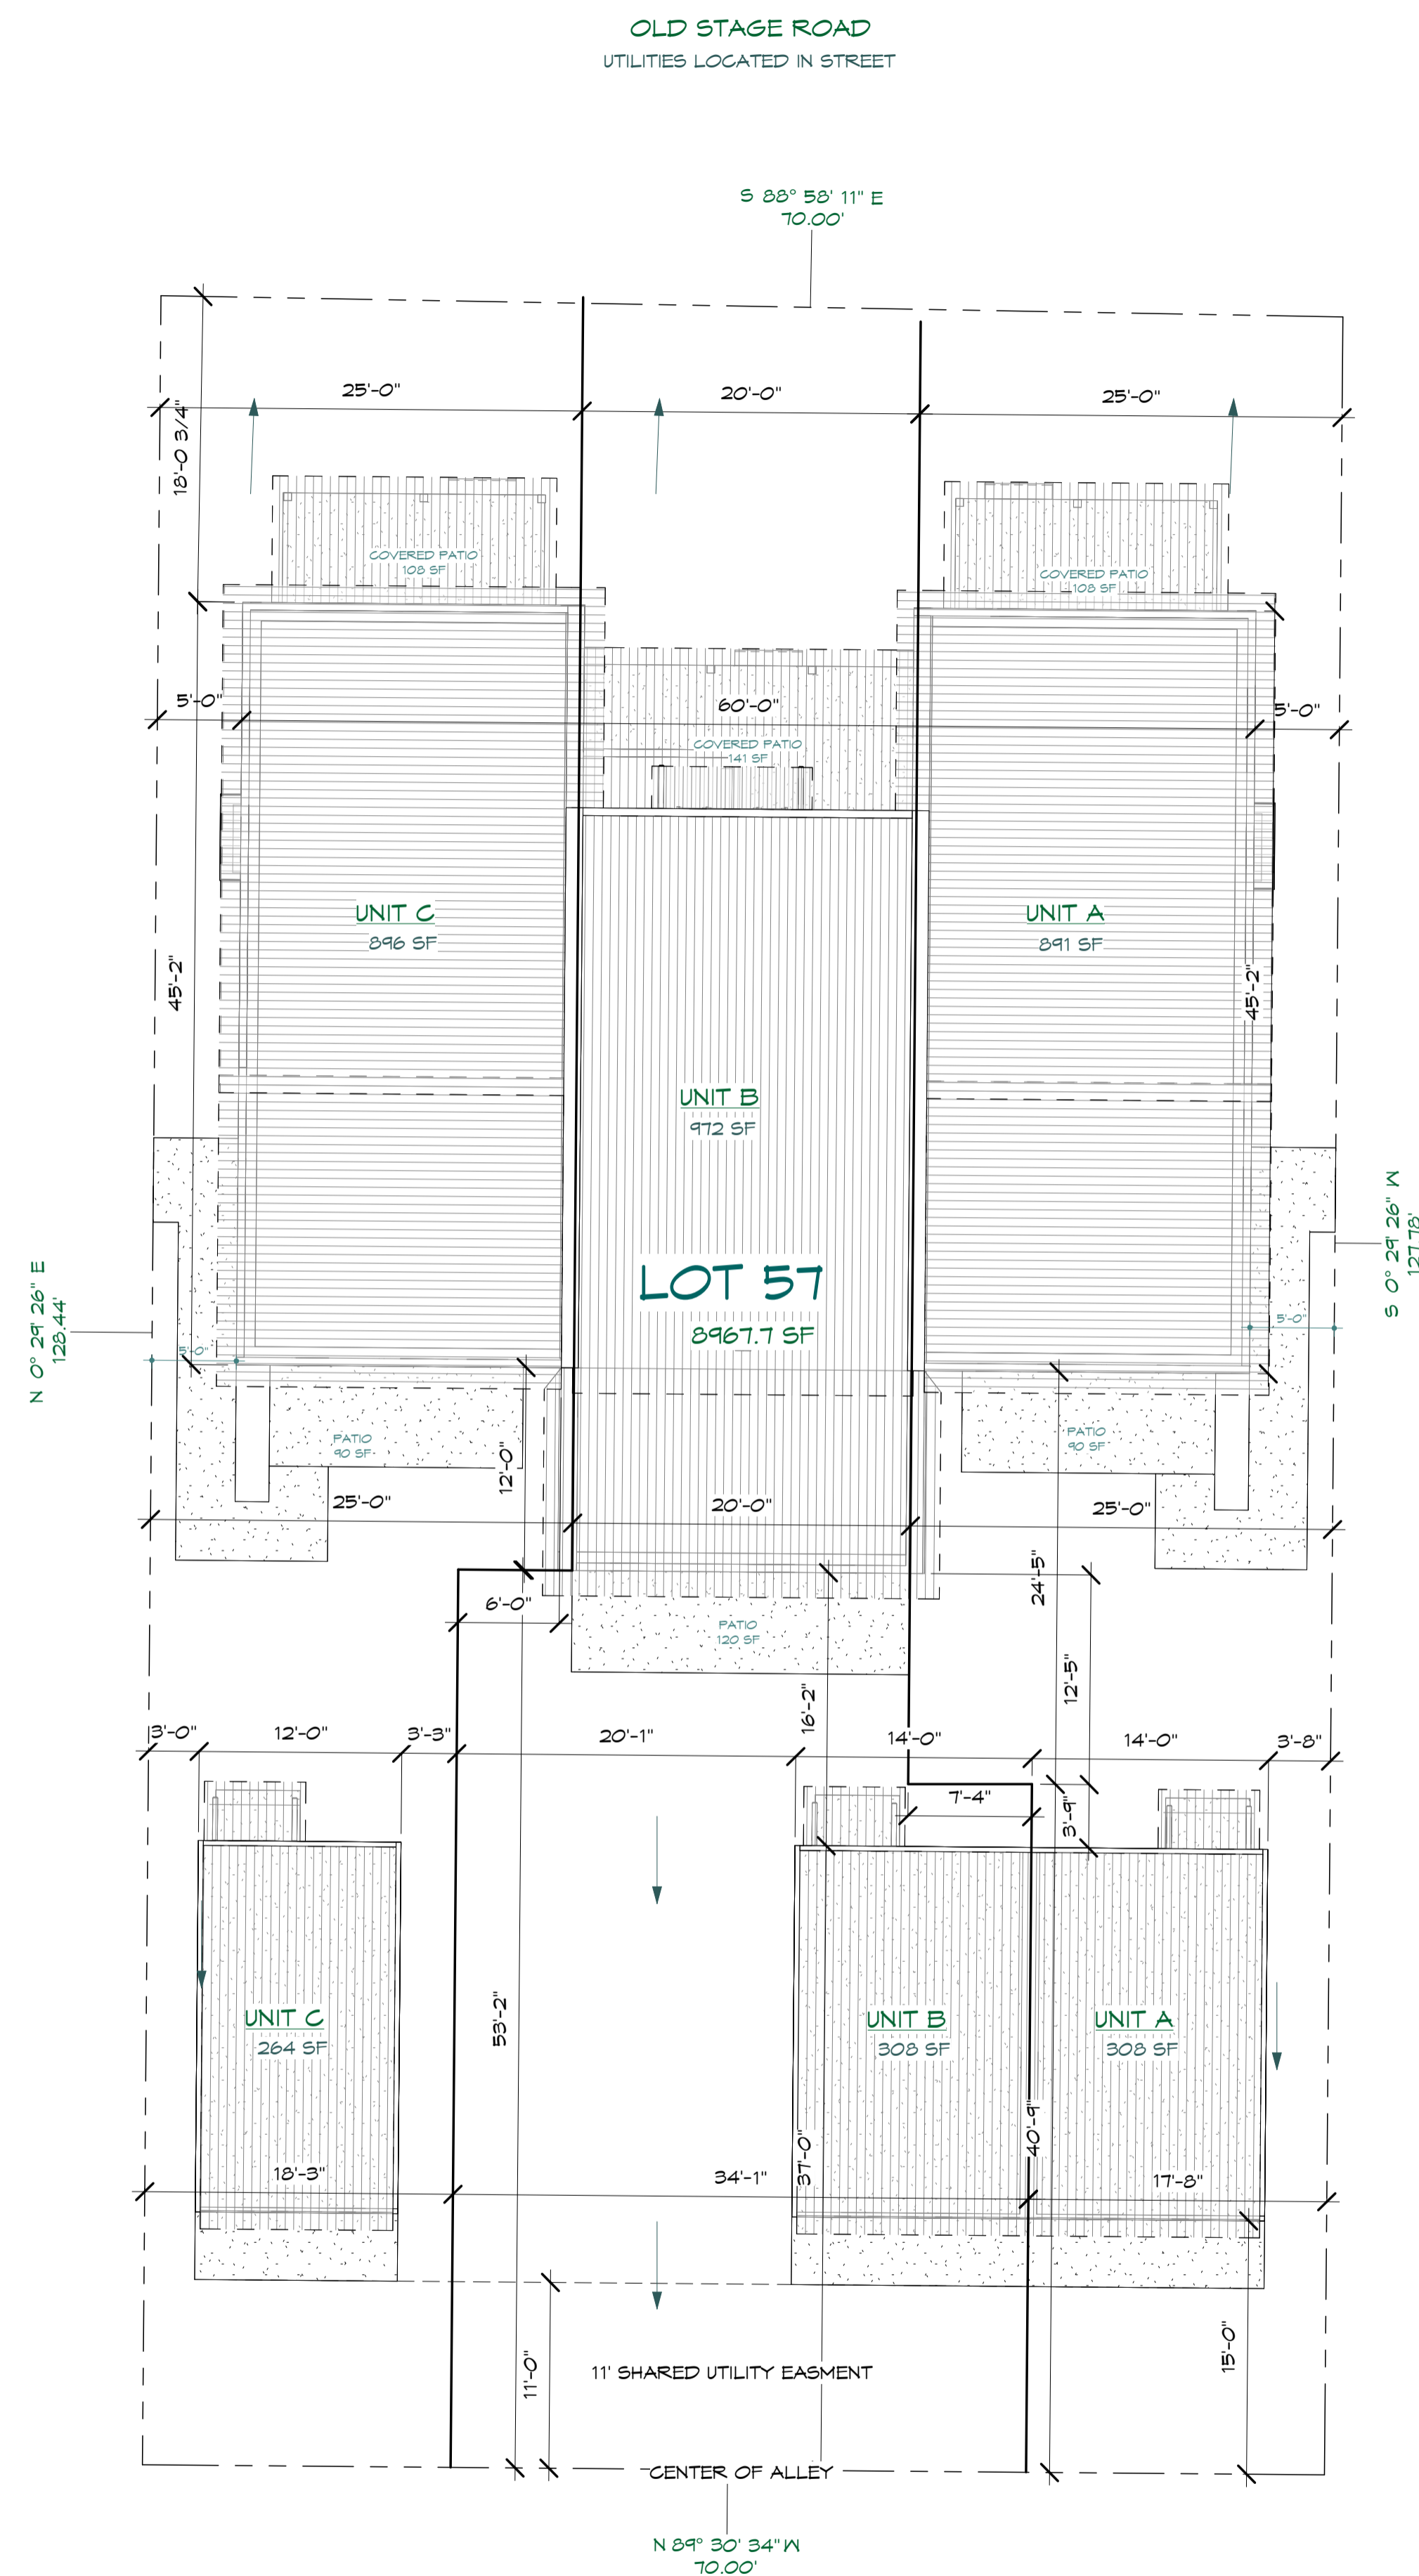 OLD STAGE ROAD
UTILITIES LOCATED IN STREET
S 88° 58' 11" E
70.00'
25'-0"
20'-0"
25'-0"
18'-0 3/4"
COVERED PATIO
108 SF
COVERED PATIO
108 SF
5'-0"
60'-0"
5'-0"
COVERED PATIO
141 SF
UNIT C
896 SF
UNIT A
891 SF
45'-2"
45'-2"
UNIT B
972 SF
LOT 57
8967.7 SF
N 0° 29' 26" E
128.44'
S 0° 29' 26" W
127.78'
5'-0"
5'-0"
PATIO
90 SF
PATIO
90 SF
12'-0"
25'-0"
20'-0"
25'-0"
24'-5"
6'-0"
PATIO
120 SF
12'-5"
16'-2"
3'-0"
12'-0"
3'-3"
20'-1"
14'-0"
14'-0"
3'-8"
7'-4"
3'-9"
53'-2"
UNIT C
264 SF
UNIT B
308 SF
UNIT A
308 SF
40'-9"
37'-0"
18'-3"
34'-1"
17'-8"
11'-0"
15'-0"
11' SHARED UTILITY EASMENT
CENTER OF ALLEY
N 89° 30' 34" W
70.00'